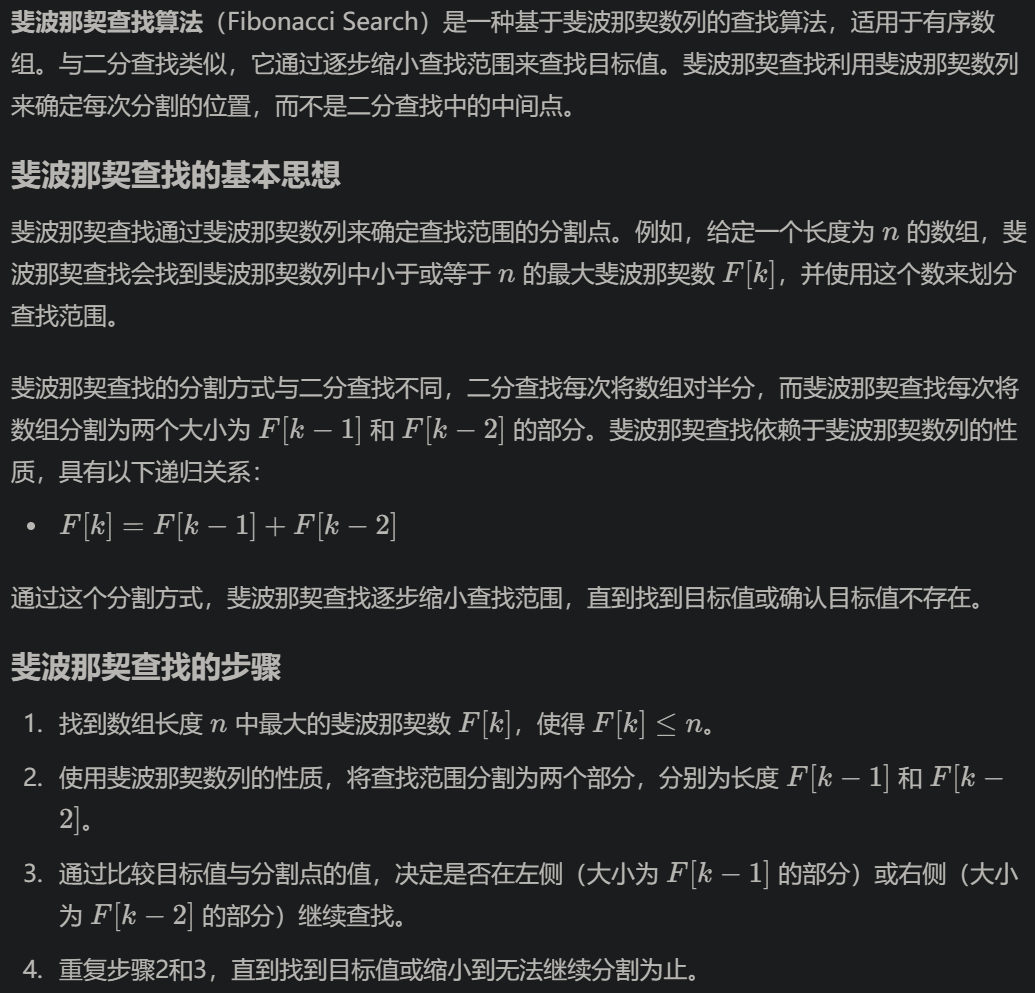 斐波那契查找算法（Fibonacci Search）是一种基于斐波那契数列的查找算法，适用于有序数
组。与二分查找类似，它通过逐步缩小查找范围来查找目标值。斐波那契查找利用斐波那契数列
来确定每次分割的位置，而不是二分查找中的中间点。
斐波那契查找的基本思想
斐波那契查找通过斐波那契数列来确定查找范围的分割点。例如，给定一个长度为 n 的数组，斐
波那契查找会找到斐波那契数列中小于或等于 n 的最大斐波那契数 F[k]，并使用这个数来划分
查找范围。
斐波那契查找的分割方式与二分查找不同，二分查找每次将数组对半分，而斐波那契查找每次将
数组分割为两个大小为 F[k − 1] 和 F[k − 2] 的部分。斐波那契查找依赖于斐波那契数列的性
质，具有以下递归关系：
• F[k] = F[k − 1] + F[k − 2]
通过这个分割方式，斐波那契查找逐步缩小查找范围，直到找到目标值或确认目标值不存在。
斐波那契查找的步骤
1. 找到数组长度 n 中最大的斐波那契数 F[k]，使得 F[k] ≤ n。
2. 使用斐波那契数列的性质，将查找范围分割为两个部分，分别为长度 F[k − 1] 和 F[k −
2]。
3. 通过比较目标值与分割点的值，决定是否在左侧（大小为 F[k − 1] 的部分）或右侧（大小
为 F[k − 2] 的部分）继续查找。
4. 重复步骤2和3，直到找到目标值或缩小到无法继续分割为止。